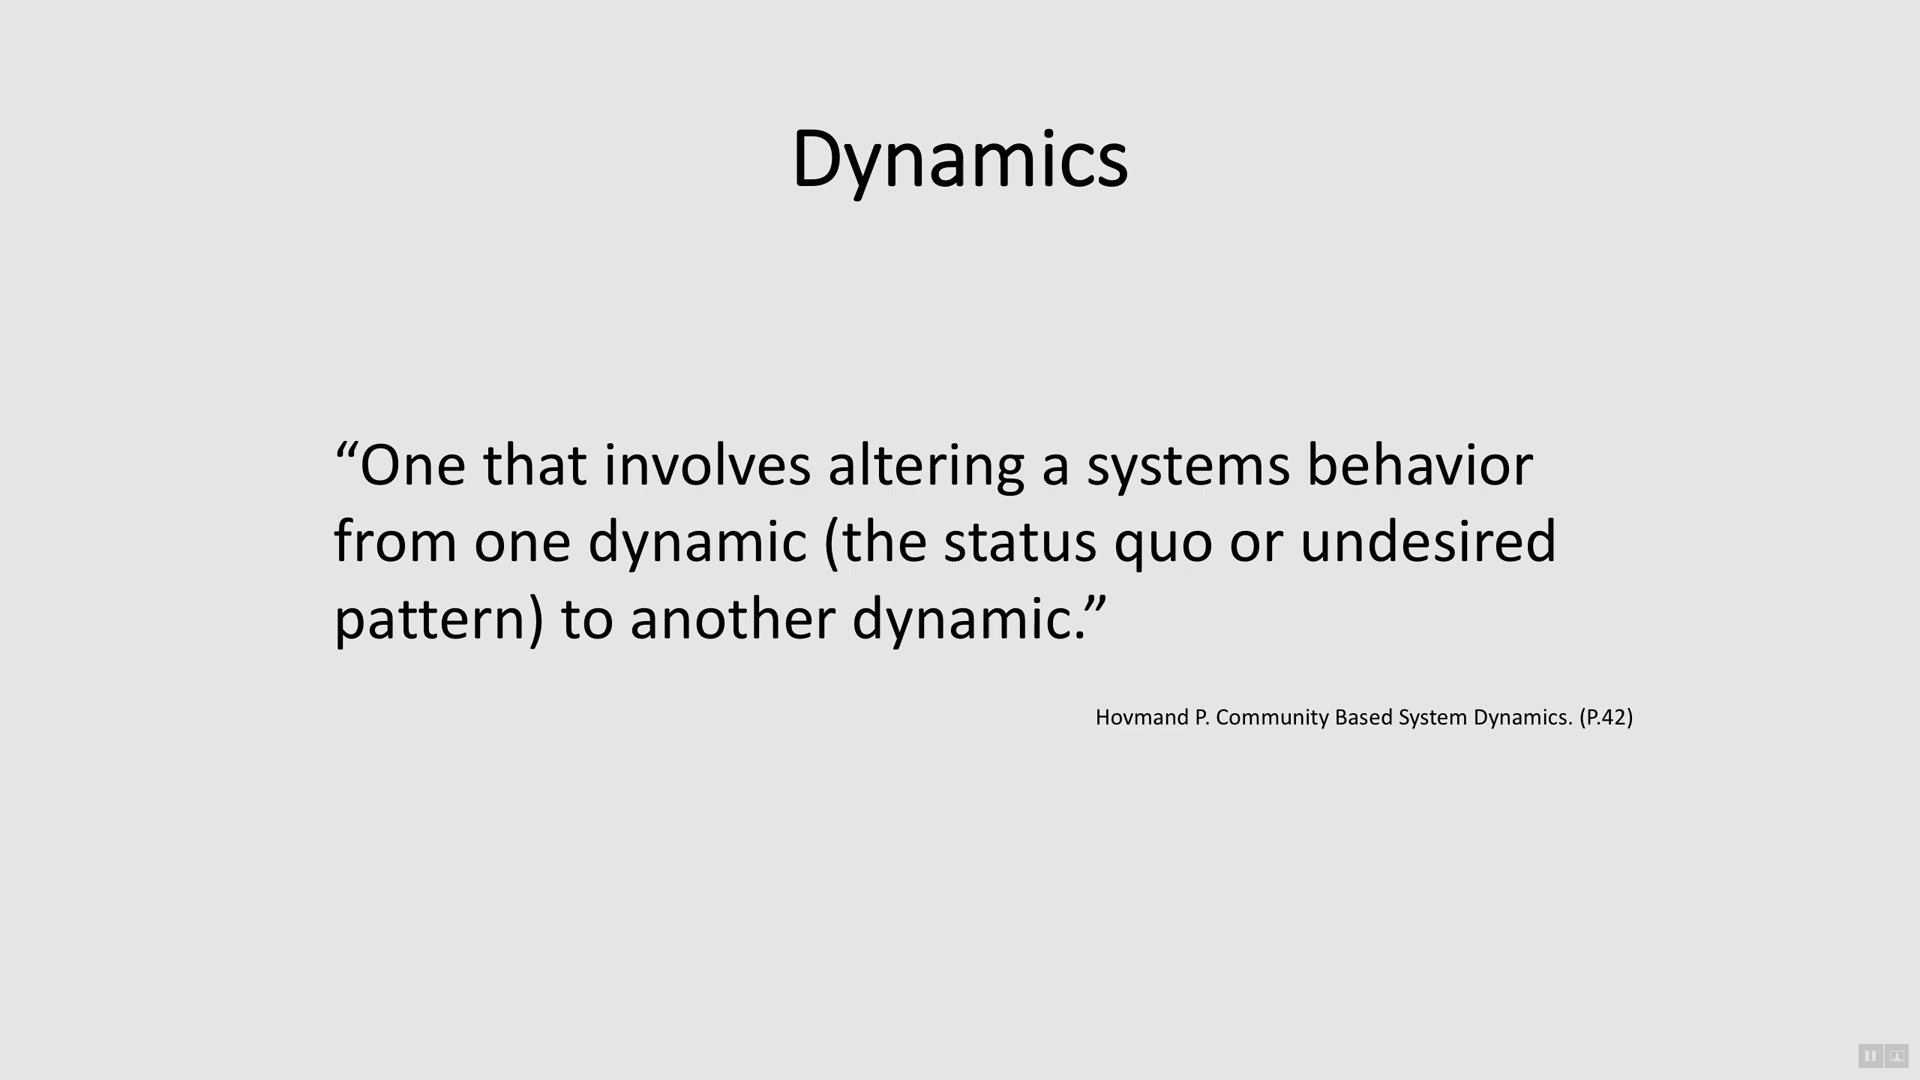 Dynamics
“One that involves altering a systems behavior
from one dynamic (the status quo or undesired
pattern) to another dynamic.”
Hovmand P. Community Based System Dynamics. (P.42)